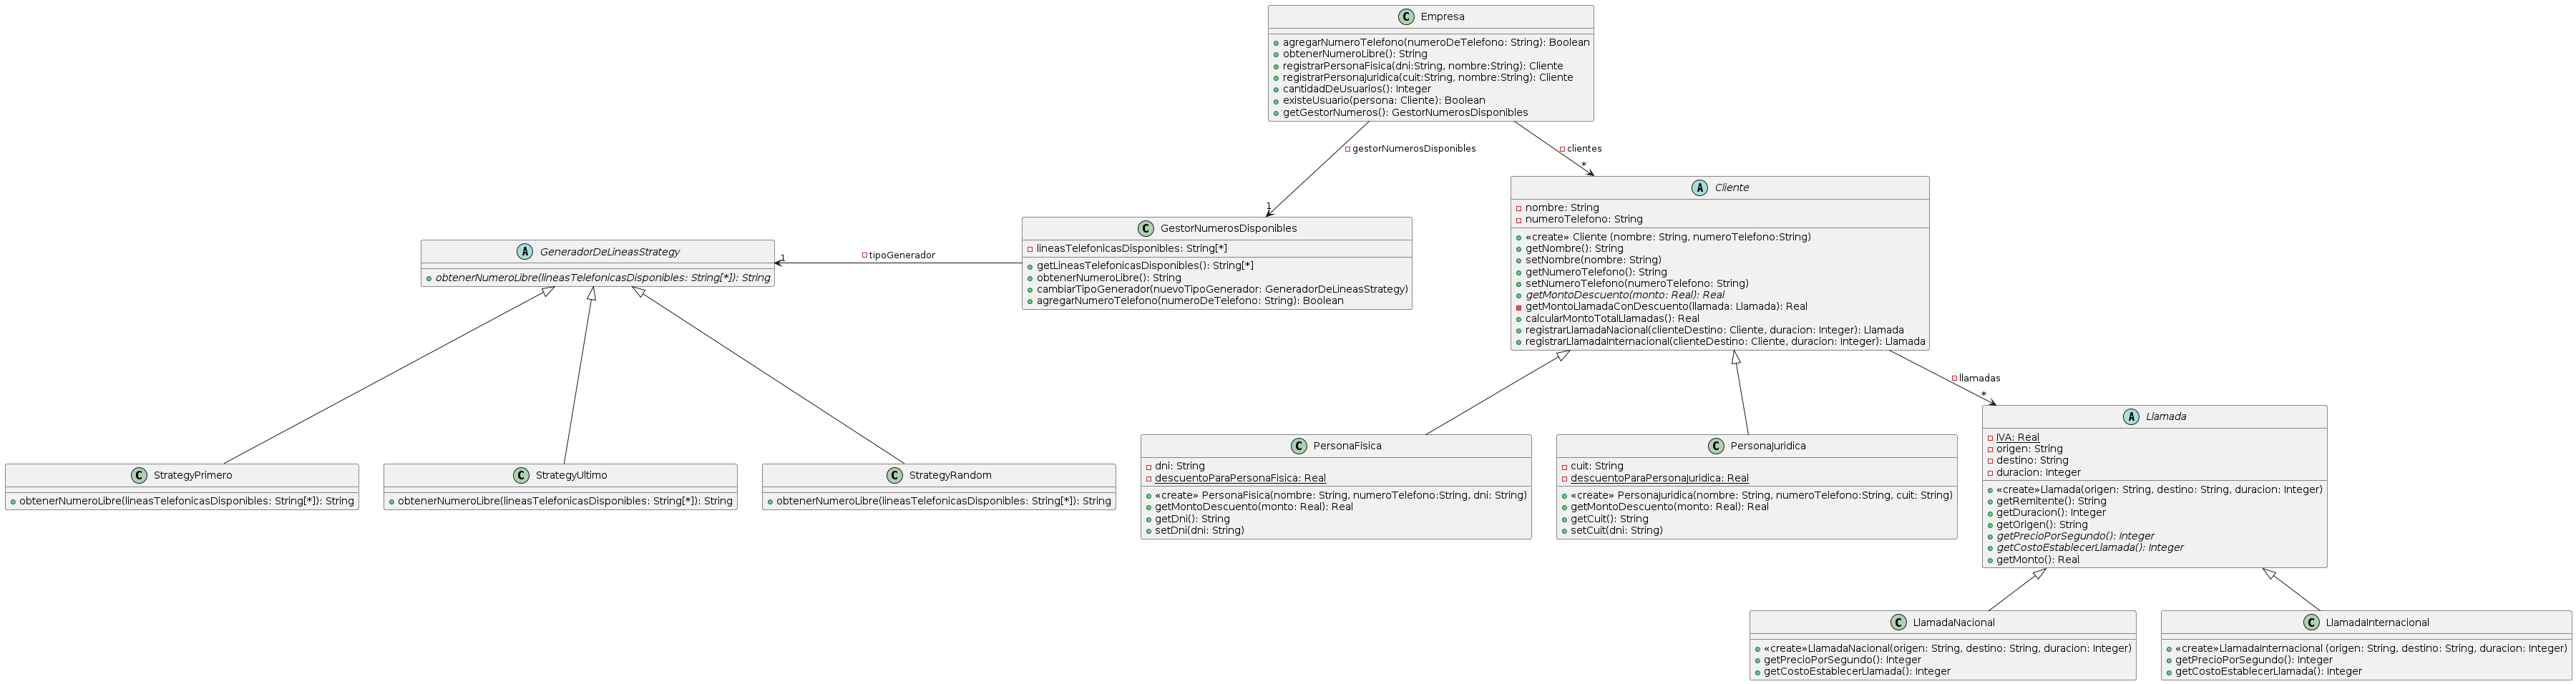 C Empresa
agregarNumeroTelefono(numeroDeTelefono: String): Boolean
obtenerNumeroLibre(): String
registrarPersonaFisica(dni:String, nombre:String): Cliente
registrarPersonaJuridica(cuit:String, nombre:String): Cliente
cantidadDeUsuarios(): Integer
existeUsuario(persona: Cliente): Boolean
getGestorNumeros(): GestorNumerosDisponibles
gestorNumerosDisponibles
1
clientes
*
A GeneradorDeLineasStrategy
obtenerNumeroLibre(lineasTelefonicasDisponibles: String[*]): String
tipoGenerador
1
C GestorNumerosDisponibles
lineasTelefonicasDisponibles: String[*]
getLineasTelefonicasDisponibles(): String[*]
obtenerNumeroLibre(): String
cambiarTipoGenerador(nuevoTipoGenerador: GeneradorDeLineasStrategy)
agregarNumeroTelefono(numeroDeTelefono: String): Boolean
A Cliente
nombre: String
numeroTelefono: String
«create» Cliente (nombre: String, numeroTelefono:String)
getNombre(): String
setNombre(nombre: String)
getNumeroTelefono(): String
setNumeroTelefono(numeroTelefono: String)
getMontoDescuento(monto: Real): Real
getMontoLlamadaConDescuento(llamada: Llamada): Real
calcularMontoTotalLlamadas(): Real
registrarLlamadaNacional(clienteDestino: Cliente, duracion: Integer): Llamada
registrarLlamadaInternacional(clienteDestino: Cliente, duracion: Integer): Llamada
llamadas
*
C StrategyPrimero
obtenerNumeroLibre(lineasTelefonicasDisponibles: String[*]): String
C StrategyUltimo
obtenerNumeroLibre(lineasTelefonicasDisponibles: String[*]): String
C StrategyRandom
obtenerNumeroLibre(lineasTelefonicasDisponibles: String[*]): String
C PersonaFisica
dni: String
descuentoParaPersonaFisica: Real
«create» PersonaFisica(nombre: String, numeroTelefono:String, dni: String)
getMontoDescuento(monto: Real): Real
getDni(): String
setDni(dni: String)
C PersonaJuridica
cuit: String
descuentoParaPersonaJuridica: Real
«create» PersonaJuridica(nombre: String, numeroTelefono:String, cuit: String)
getMontoDescuento(monto: Real): Real
getCuit(): String
setCuit(dni: String)
A Llamada
IVA: Real
origen: String
destino: String
duracion: Integer
«create»Llamada(origen: String, destino: String, duracion: Integer)
getRemitente(): String
getDuracion(): Integer
getOrigen(): String
getPrecioPorSegundo(): Integer
getCostoEstablecerLlamada(): Integer
getMonto(): Real
C LlamadaNacional
«create»LlamadaNacional(origen: String, destino: String, duracion: Integer)
getPrecioPorSegundo(): Integer
getCostoEstablecerLlamada(): Integer
C LlamadaInternacional
«create»LlamadaInternacional (origen: String, destino: String, duracion: Integer)
getPrecioPorSegundo(): Integer
getCostoEstablecerLlamada(): Integer